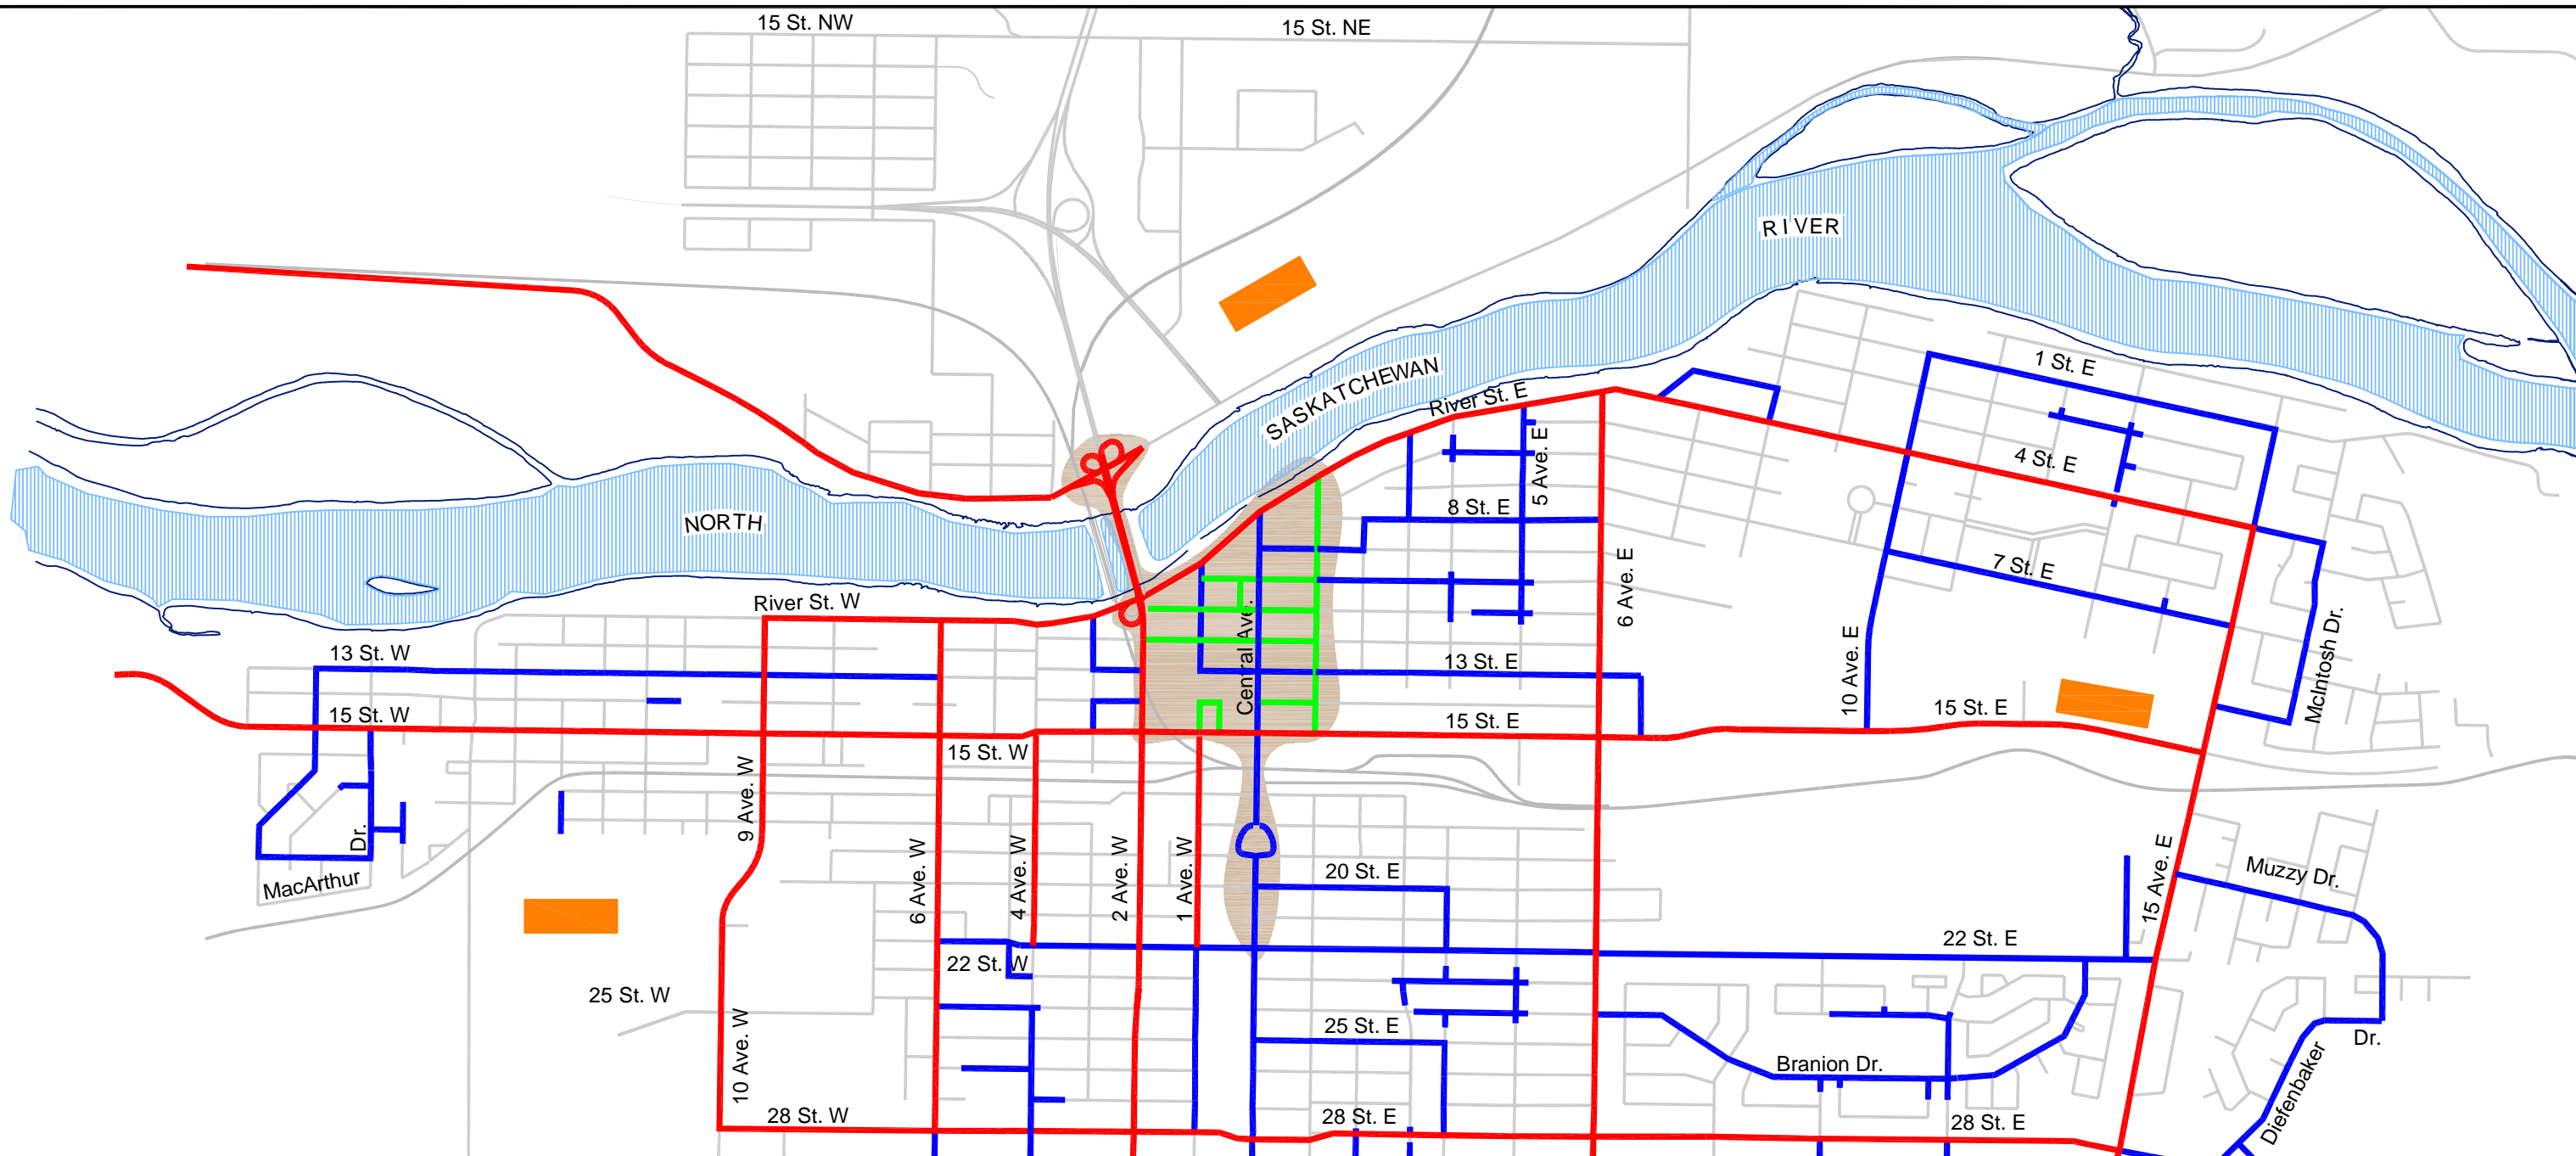 15 St. NW
15 St. NE
RIVER
1 St. E
SASKATCHEWAN
River St. E
5 Ave. E
4 St. E
8 St. E
NORTH
7 St. E
6 Ave. E
River St. W
13 St. W
Central Ave.
13 St. E
10 Ave. E
McIntosh Dr.
15 St. W
15 St. E
15 St. E
15 St. W
9 Ave. W
Dr.
MacArthur
6 Ave. W
4 Ave. W
2 Ave. W
1 Ave. W
20 St. E
15 Ave. E
Muzzy Dr.
22 St. E
22 St. W
25 St. W
25 St. E
10 Ave. W
Branion Dr.
Dr.
Diefenbaker
28 St. W
28 St. E
28 St. E